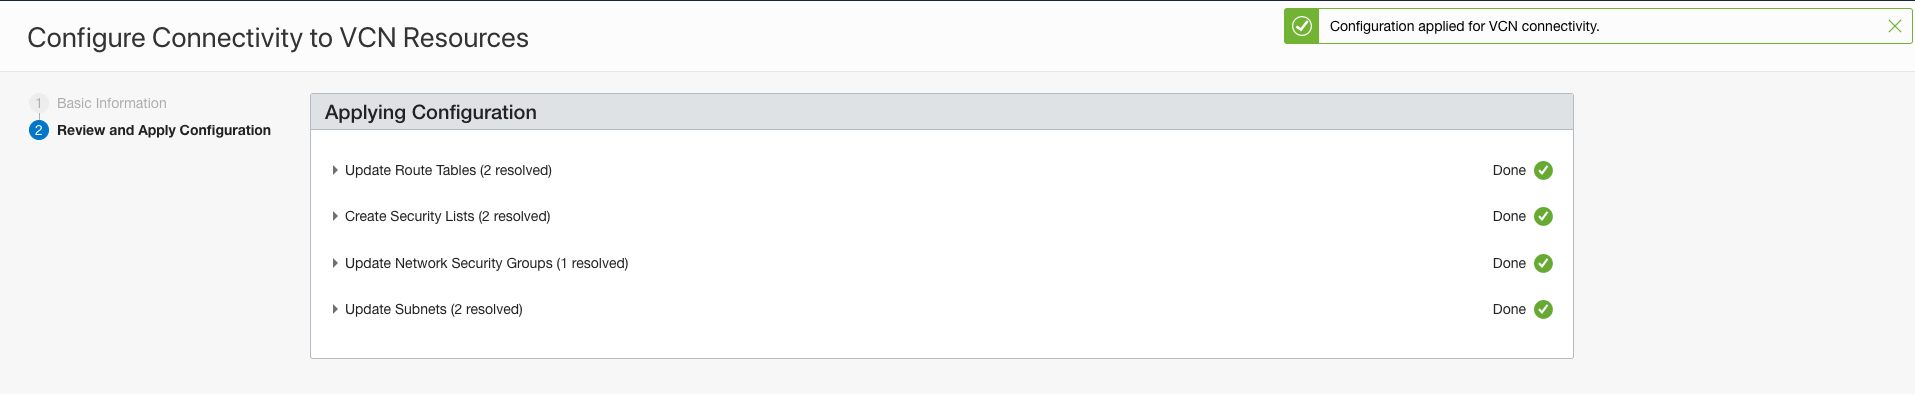 Configure Connectivity to VCN Resources
Configuration applied for VCN connectivity.
1 Basic Information
2 Review and Apply Configuration
Applying Configuration
Update Route Tables (2 resolved) Done
Create Security Lists (2 resolved) Done
Update Network Security Groups (1 resolved) Done
Update Subnets (2 resolved) Done